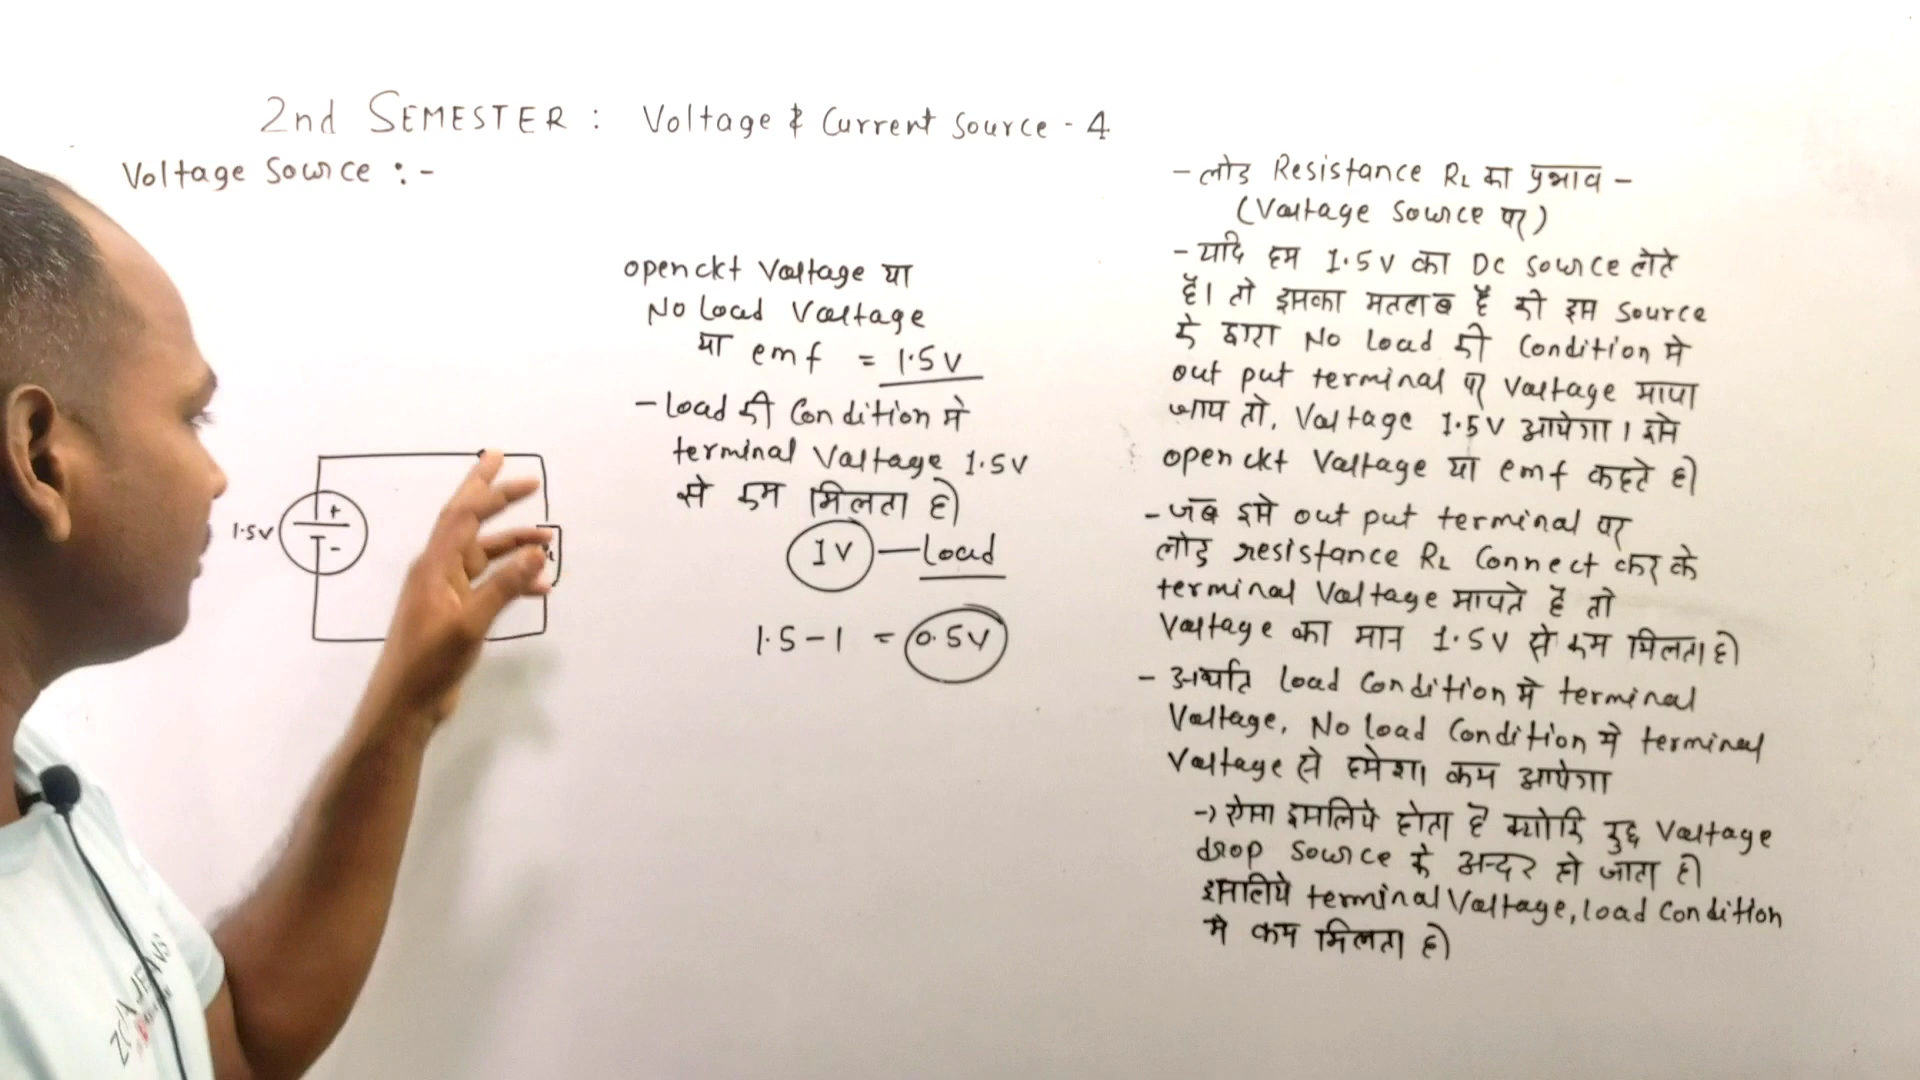 2nd SEMESTER : Voltage & Current Source - 4
Voltage Source : -
open ckt Voltage या
No Load Voltage
या emf = 1.5V
- Load की Condition मे
terminal Voltage 1.5V
से कम मिलता है।
1V — Load
1.5 - 1 = 0.5V
1.5V
+
-
- लोड Resistance RL का प्रभाव -
(Voltage Source पर)
- यदि हम 1.5V का DC Source लेते
है। तो इसका मतलब है की इस Source
के द्वारा No Load की Condition मे
out put terminal पर Voltage मापा
जाय तो, Voltage 1.5V आयेगा। इसे
open ckt Voltage या emf कहते है।
- जब इसे out put terminal पर
लोड resistance RL Connect कर के
terminal Voltage मापते है तो
Voltage का मान 1.5V से कम मिलता है।
- अर्थात Load Condition मे terminal
Voltage, No Load Condition मे terminal
Voltage से हमेशा कम आयेगा
→ ऐसा इसलिये होता है क्योकि कुछ Voltage
drop Source के अन्दर हो जाता है।
इसलिये terminal Voltage, Load Condition
मे कम मिलता है।